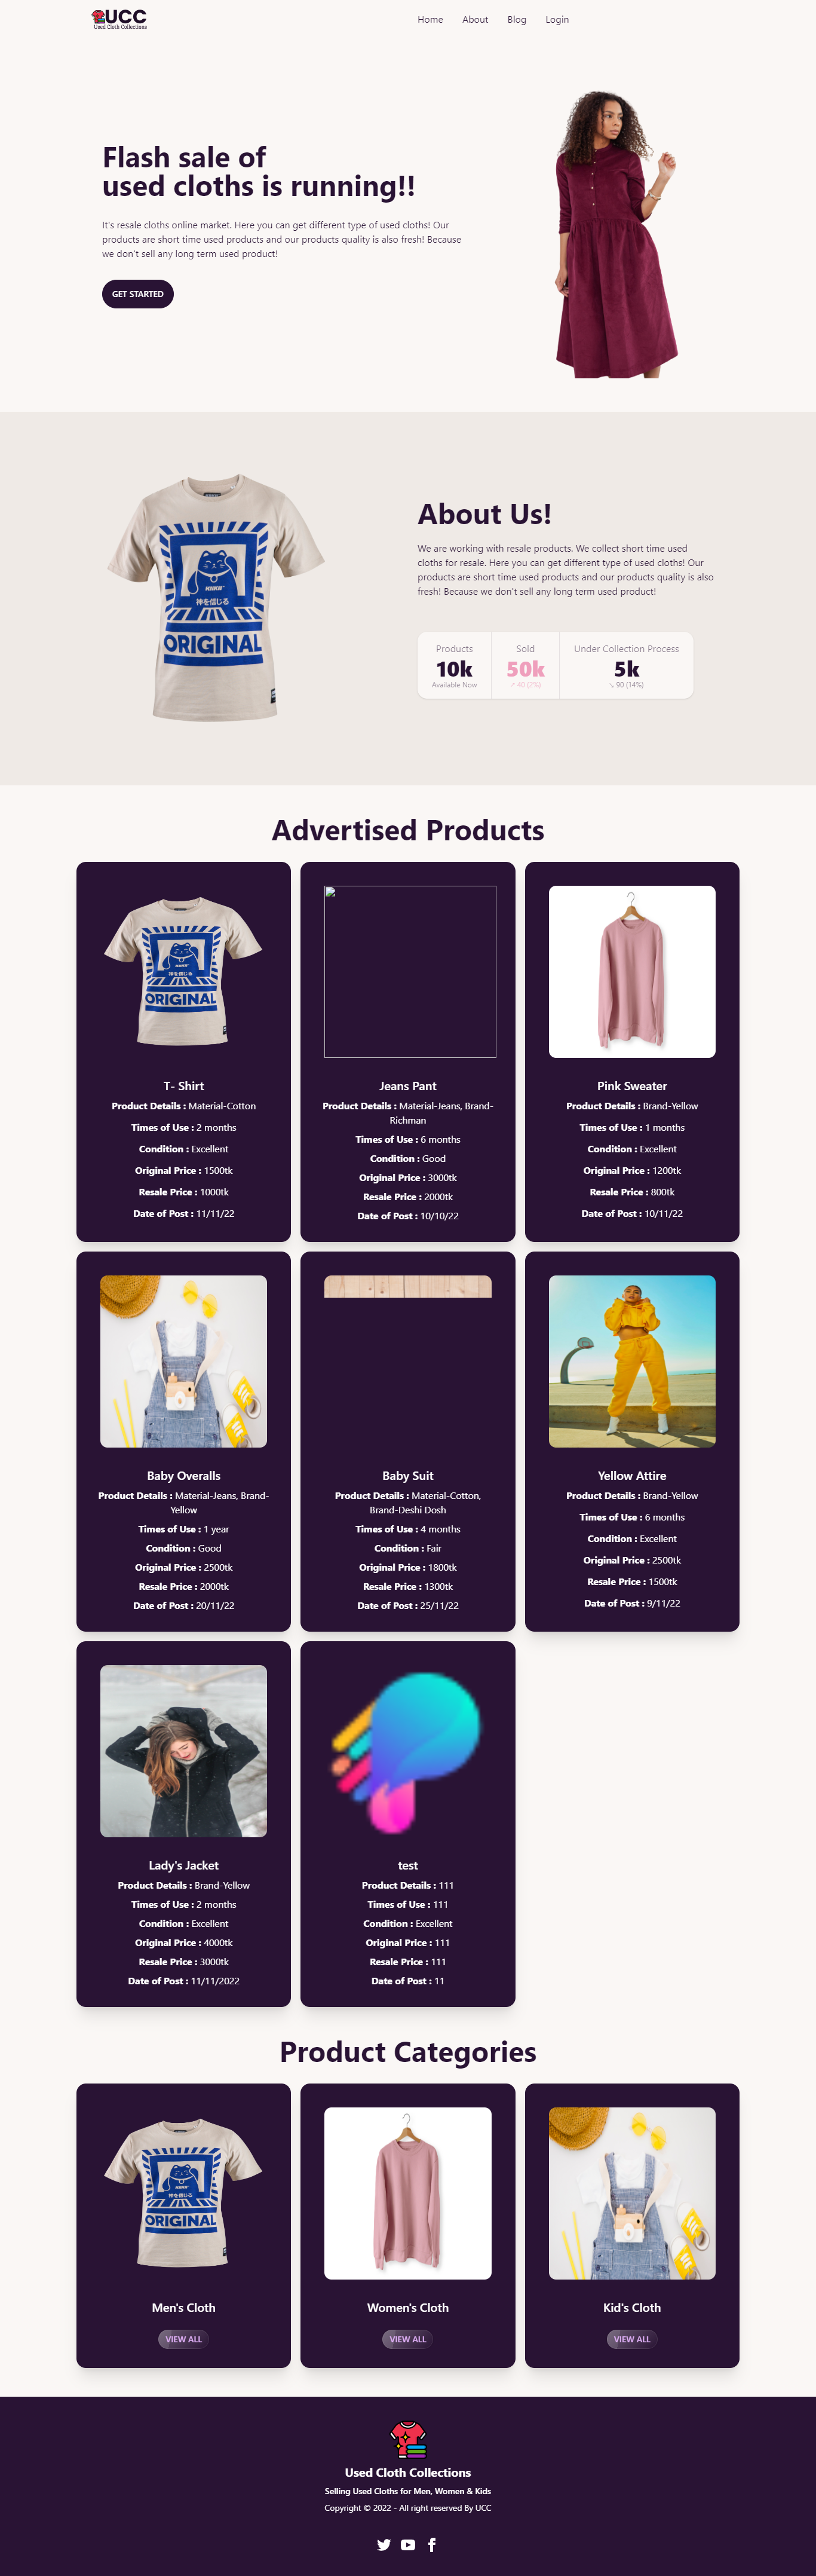 UCC
Used Cloth Collections
Home About Blog Login
Flash sale of
used cloths is running!!
It's resale cloths online market. Here you can get different type of used cloths! Our
products are short time used products and our products quality is also fresh! Because
we don't sell any long term used product!
GET STARTED
神を信じる
ORIGINAL
About Us!
We are working with resale products. We collect short time used
cloths for resale. Here you can get different type of used cloths! Our
products are short time used products and our products quality is also
fresh! Because we don't sell any long term used product!
Products
10k
Available Now
Sold
50k
↗ 40 (2%)
Under Collection Process
5k
↘ 90 (14%)
Advertised Products
ORIGINAL
T- Shirt
Product Details : Material-Cotton
Times of Use : 2 months
Condition : Excellent
Original Price : 1500tk
Resale Price : 1000tk
Date of Post : 11/11/22
Jeans Pant
Product Details : Material-Jeans, Brand-
Richman
Times of Use : 6 months
Condition : Good
Original Price : 3000tk
Resale Price : 2000tk
Date of Post : 10/10/22
Pink Sweater
Product Details : Brand-Yellow
Times of Use : 1 months
Condition : Excellent
Original Price : 1200tk
Resale Price : 800tk
Date of Post : 10/11/22
Baby Overalls
Product Details : Material-Jeans, Brand-
Yellow
Times of Use : 1 year
Condition : Good
Original Price : 2500tk
Resale Price : 2000tk
Date of Post : 20/11/22
Baby Suit
Product Details : Material-Cotton,
Brand-Deshi Dosh
Times of Use : 4 months
Condition : Fair
Original Price : 1800tk
Resale Price : 1300tk
Date of Post : 25/11/22
Yellow Attire
Product Details : Brand-Yellow
Times of Use : 6 months
Condition : Excellent
Original Price : 2500tk
Resale Price : 1500tk
Date of Post : 9/11/22
Lady's Jacket
Product Details : Brand-Yellow
Times of Use : 2 months
Condition : Excellent
Original Price : 4000tk
Resale Price : 3000tk
Date of Post : 11/11/2022
test
Product Details : 111
Times of Use : 111
Condition : Excellent
Original Price : 111
Resale Price : 111
Date of Post : 11
Product Categories
ORIGINAL
Men's Cloth
VIEW ALL
Women's Cloth
VIEW ALL
Kid's Cloth
VIEW ALL
Used Cloth Collections
Selling Used Cloths for Men, Women & Kids
Copyright © 2022 - All right reserved By UCC